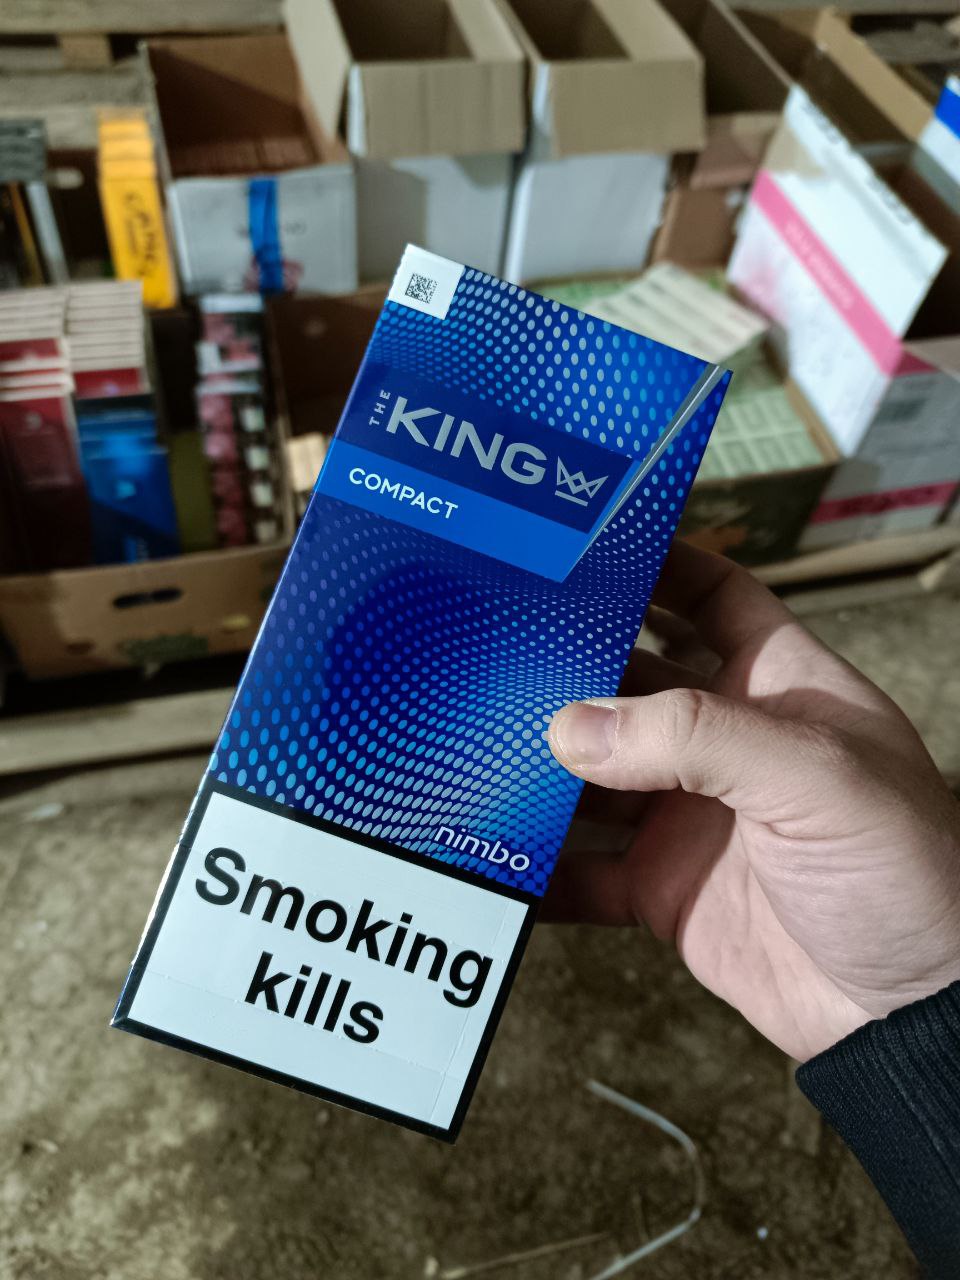 THE KING
COMPACT
nimbo
Smoking
kills